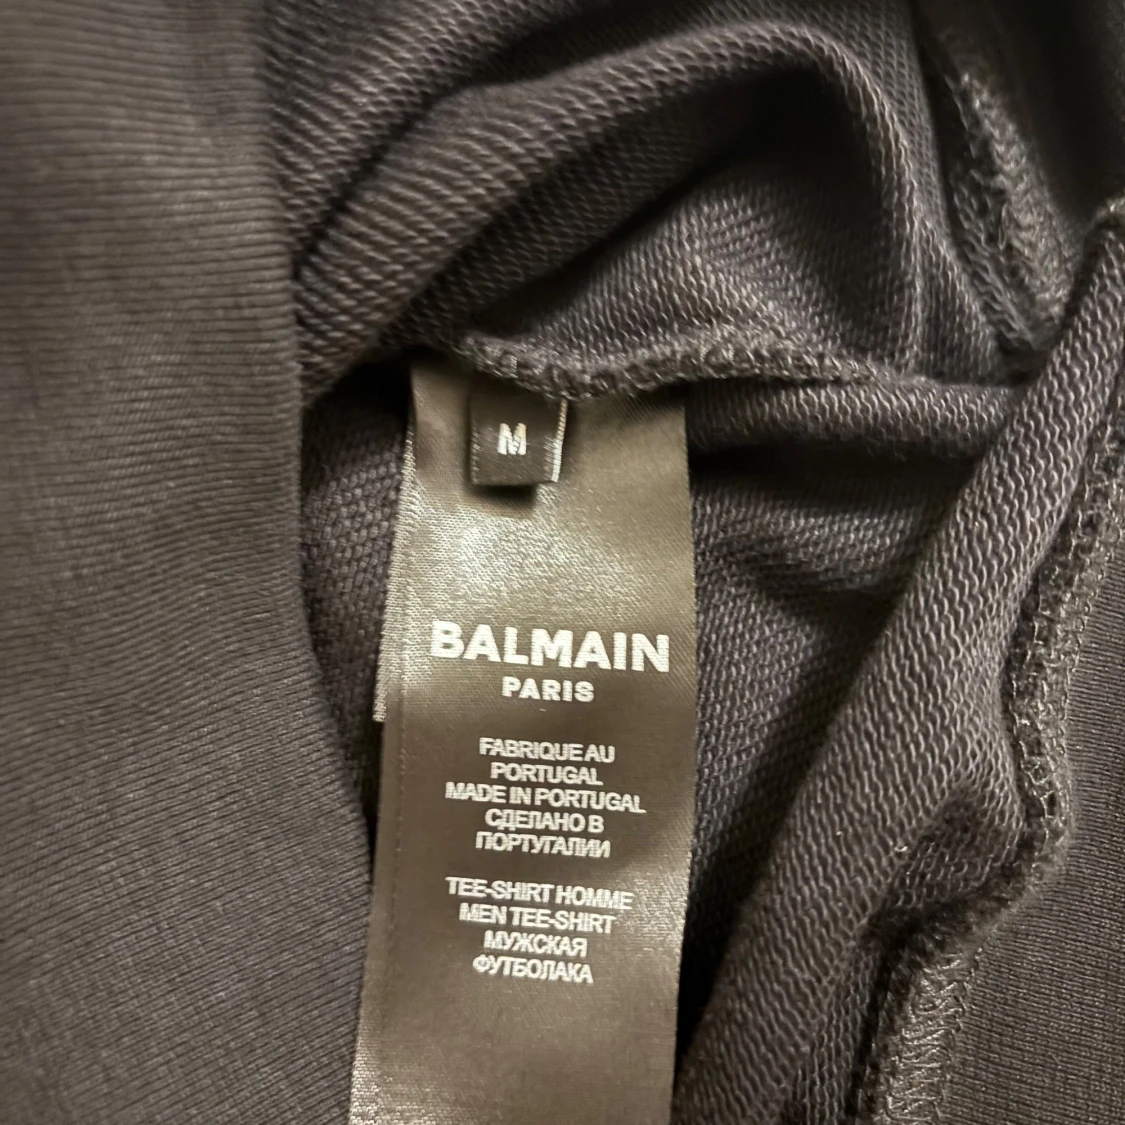 M
BALMAIN
PARIS
FABRIQUE AU
PORTUGAL
MADE IN PORTUGAL
СДЕЛАНО В
ПОРТУГАЛИИ
TEE-SHIRT HOMME
MEN TEE-SHIRT
МУЖСКАЯ
ФУТБОЛАКА